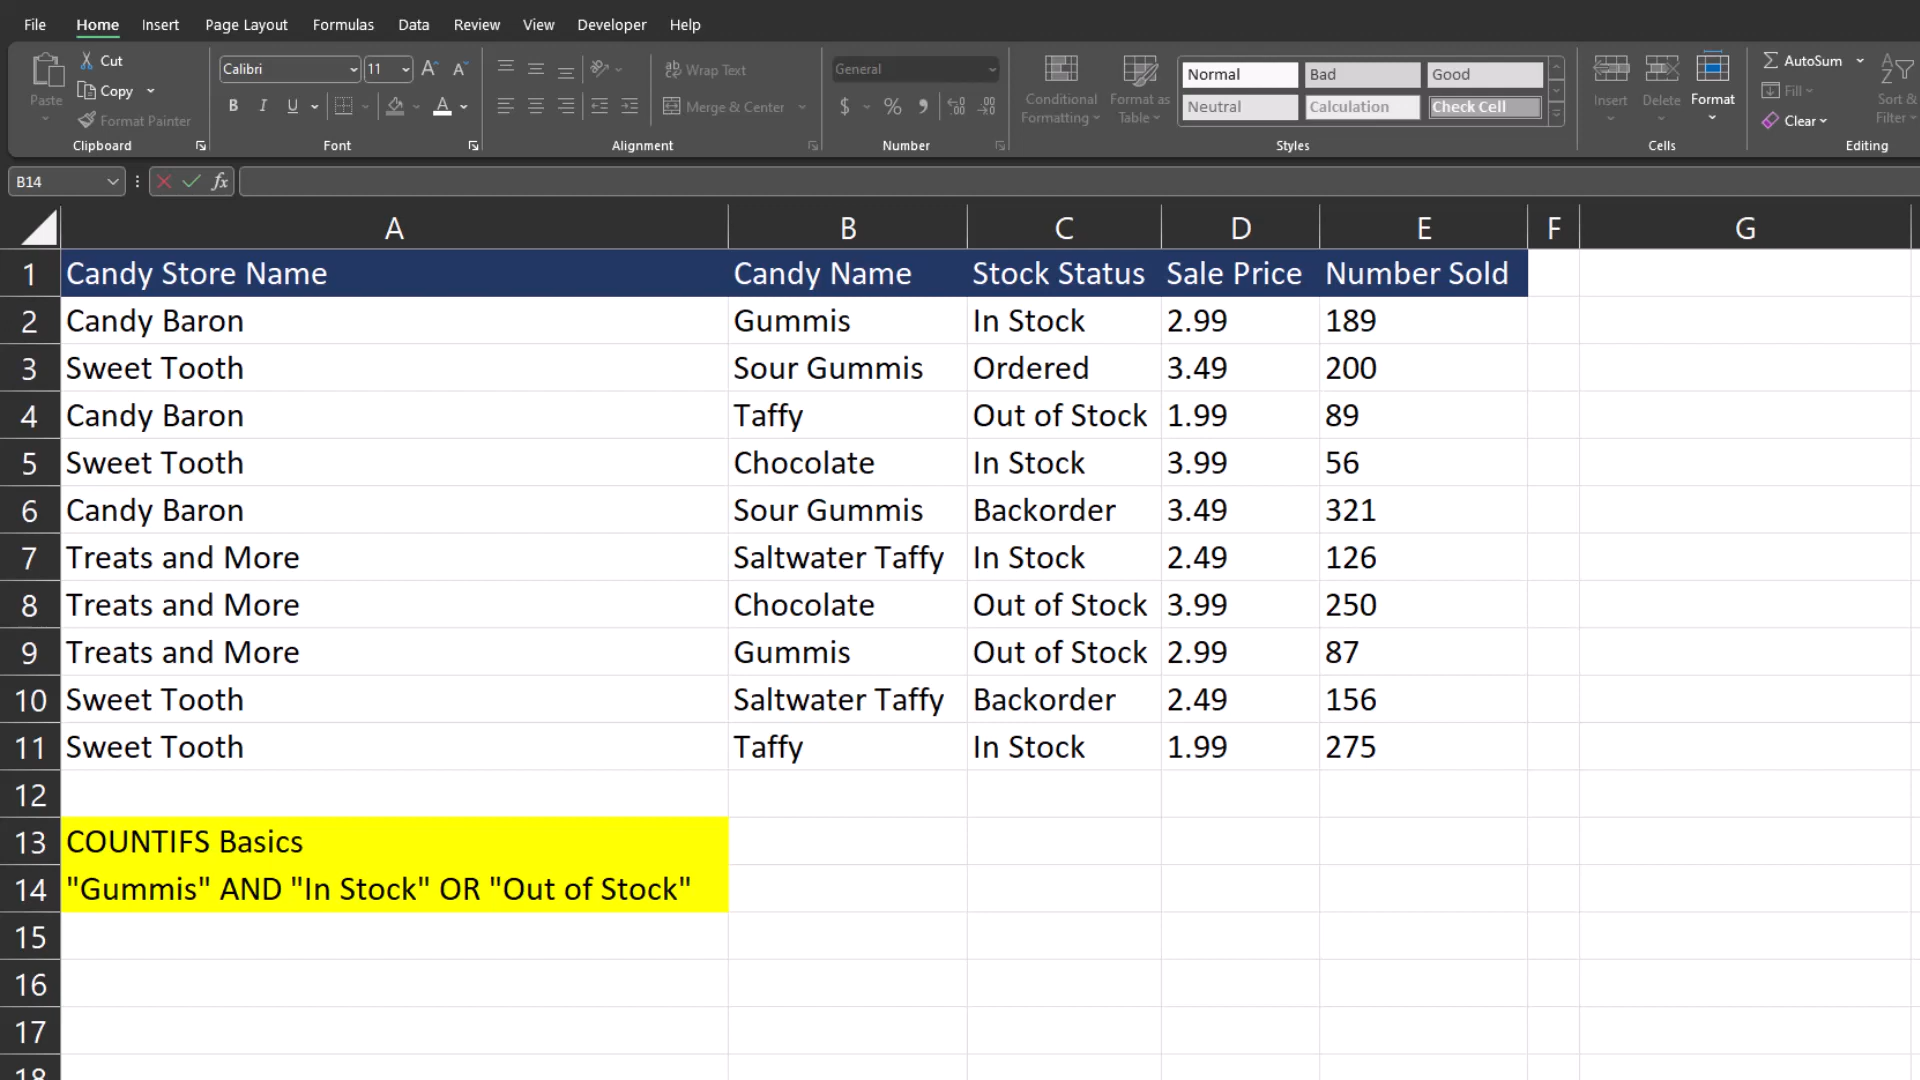 File Home Insert Page Layout Formulas Data Review View Developer Help
Paste Cut Copy Format Painter Clipboard
Calibri 11 B I U A Font
Wrap Text Merge & Center Alignment
General $ % Number
Conditional Formatting Format as Table
Normal Bad Good
Neutral Calculation Check Cell
Styles
Insert Delete Format Cells
AutoSum Fill Clear Sort & Filter Editing
B14 fx
A B C D E F G
1 Candy Store Name Candy Name Stock Status Sale Price Number Sold
2 Candy Baron Gummis In Stock 2.99 189
3 Sweet Tooth Sour Gummis Ordered 3.49 200
4 Candy Baron Taffy Out of Stock 1.99 89
5 Sweet Tooth Chocolate In Stock 3.99 56
6 Candy Baron Sour Gummis Backorder 3.49 321
7 Treats and More Saltwater Taffy In Stock 2.49 126
8 Treats and More Chocolate Out of Stock 3.99 250
9 Treats and More Gummis Out of Stock 2.99 87
10 Sweet Tooth Saltwater Taffy Backorder 2.49 156
11 Sweet Tooth Taffy In Stock 1.99 275
12
13 COUNTIFS Basics
14 "Gummis" AND "In Stock" OR "Out of Stock"
15
16
17
18